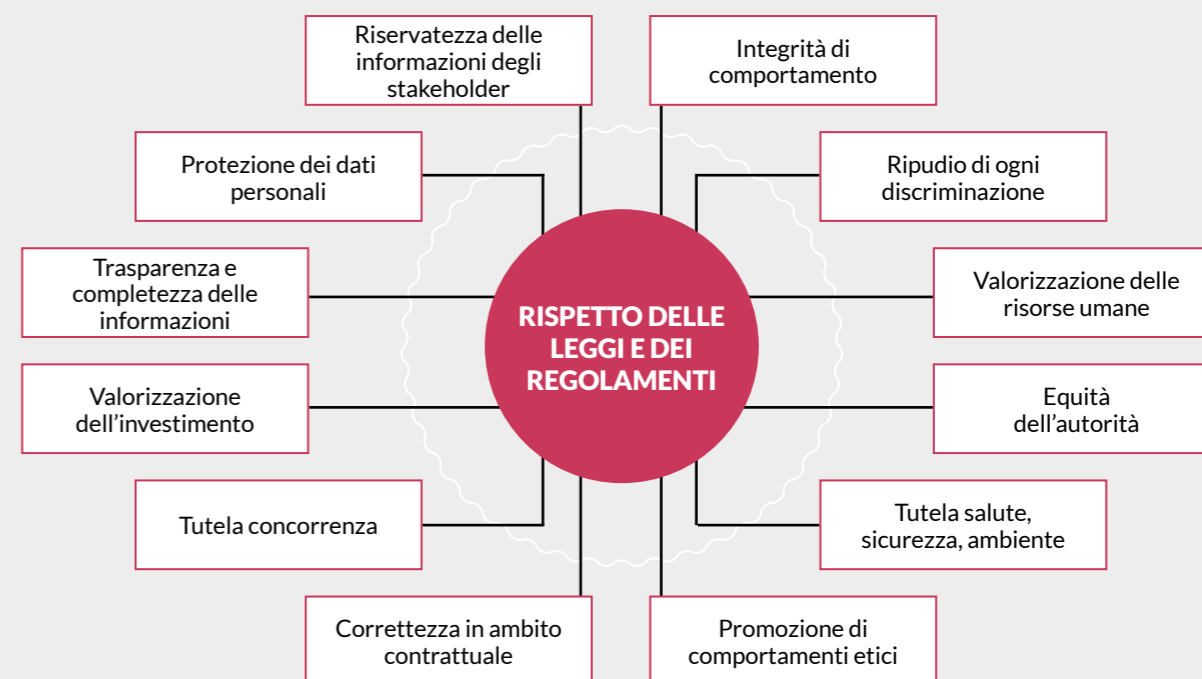 Riservatezza delle
informazioni degli
stakeholder
Integrità di
comportamento
Protezione dei dati
personali
Ripudio di ogni
discriminazione
Trasparenza e
completezza delle
informazioni
Valorizzazione delle
risorse umane
RISPETTO DELLE
LEGGI E DEI
REGOLAMENTI
Valorizzazione
dell’investimento
Equità
dell’autorità
Tutela concorrenza
Tutela salute,
sicurezza, ambiente
Correttezza in ambito
contrattuale
Promozione di
comportamenti etici